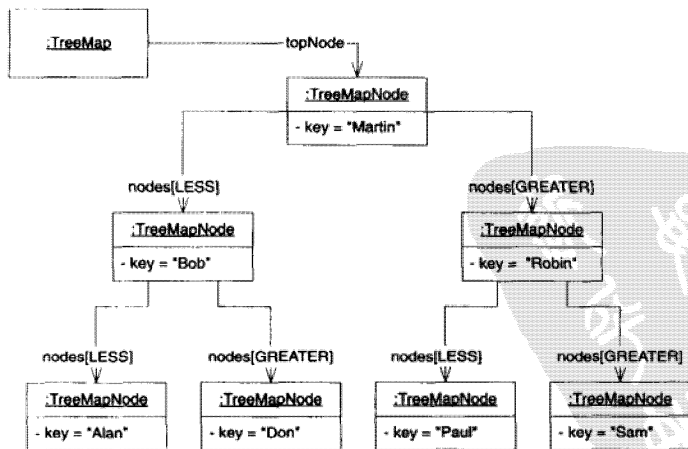 :TreeMap
topNode
:TreeMapNode
- key = "Martin"
nodes[LESS]
nodes[GREATER]
:TreeMapNode
- key = "Bob"
:TreeMapNode
- key = "Robin"
nodes[LESS]
nodes[GREATER]
nodes[LESS]
nodes[GREATER]
:TreeMapNode
- key = "Alan"
:TreeMapNode
- key = "Don"
:TreeMapNode
- key = "Paul"
:TreeMapNode
- key = "Sam"